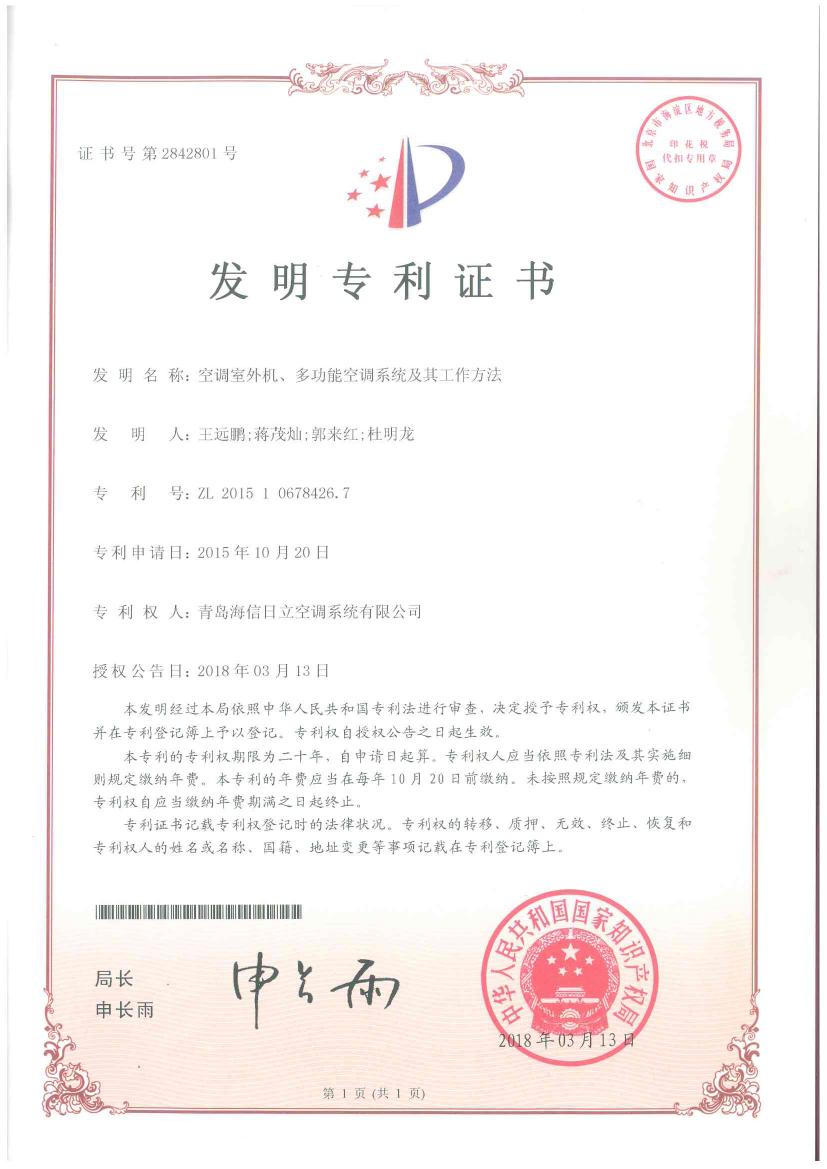 证书号第2842801号
北京市海淀区地方税务局
印花税
代扣专用章
国家知识产权局
发明专利证书
发 明 名 称: 空调室外机、多功能空调系统及其工作方法
发 明 人: 王远鹏;蒋茂灿;郭来红;杜明龙
专 利 号: ZL 2015 1 0678426.7
专利申请日: 2015年10月20日
专 利 权 人: 青岛海信日立空调系统有限公司
授权公告日: 2018年03月13日
本发明经过本局依照中华人民共和国专利法进行审查，决定授予专利权，颁发本证书
并在专利登记簿上予以登记。专利权自授权公告之日起生效。
本专利的专利权期限为二十年，自申请日起算。专利权人应当依照专利法及其实施细
则规定缴纳年费。本专利的年费应当在每年10月20日前缴纳。未按照规定缴纳年费的，
专利权自应当缴纳年费期满之日起终止。
专利证书记载专利权登记时的法律状况。专利权的转移、质押、无效、终止、恢复和
专利权人的姓名或名称、国籍、地址变更等事项记载在专利登记簿上。
局长
申长雨
申长雨
中华人民共和国国家知识产权局
2018年03月13日
第 1 页 (共 1 页)